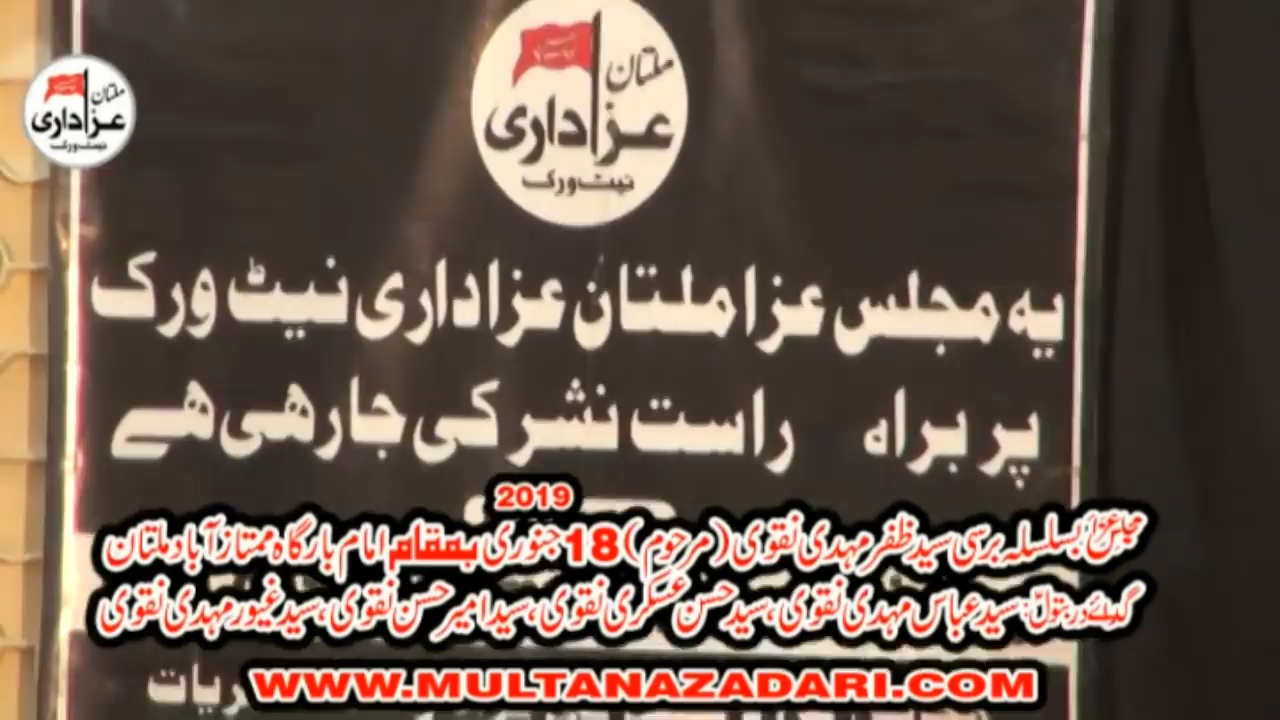 ملتان
عزاداری
نیٹ ورک
ملتان
عزاداری
نیٹ ورک
یہ مجلس عزا ملتان عزاداری نیٹ ورک
پر براہ راست نشر کی جارھی ھے
2019
مجلس عزا بسلسلہ برسی سید ظفر مہدی نقوی (مرحوم) 18 جنوری بمقام امام بارگاہ ممتاز آباد ملتان
گدائے در بتولؑ: سید عباس مہدی نقوی، سید حسن عسکری نقوی، سید امیر حسن نقوی، سید غیور مہدی نقوی
WWW.MULTANAZADARI.COM